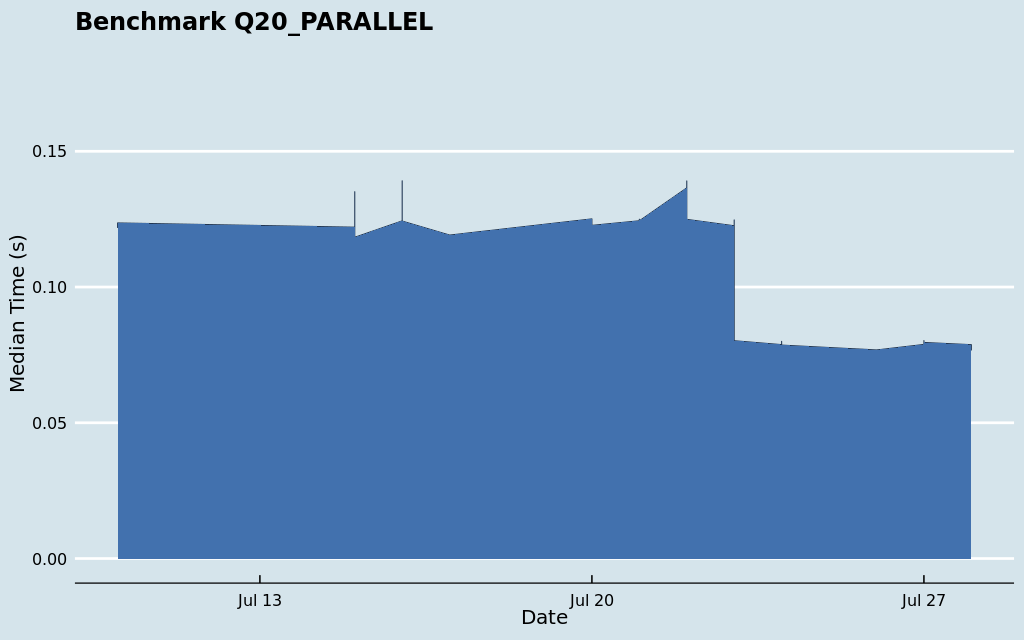 Benchmark Q20_PARALLEL
Median Time (s)
0.15
0.10
0.05
0.00
Jul 13
Jul 20
Jul 27
Date